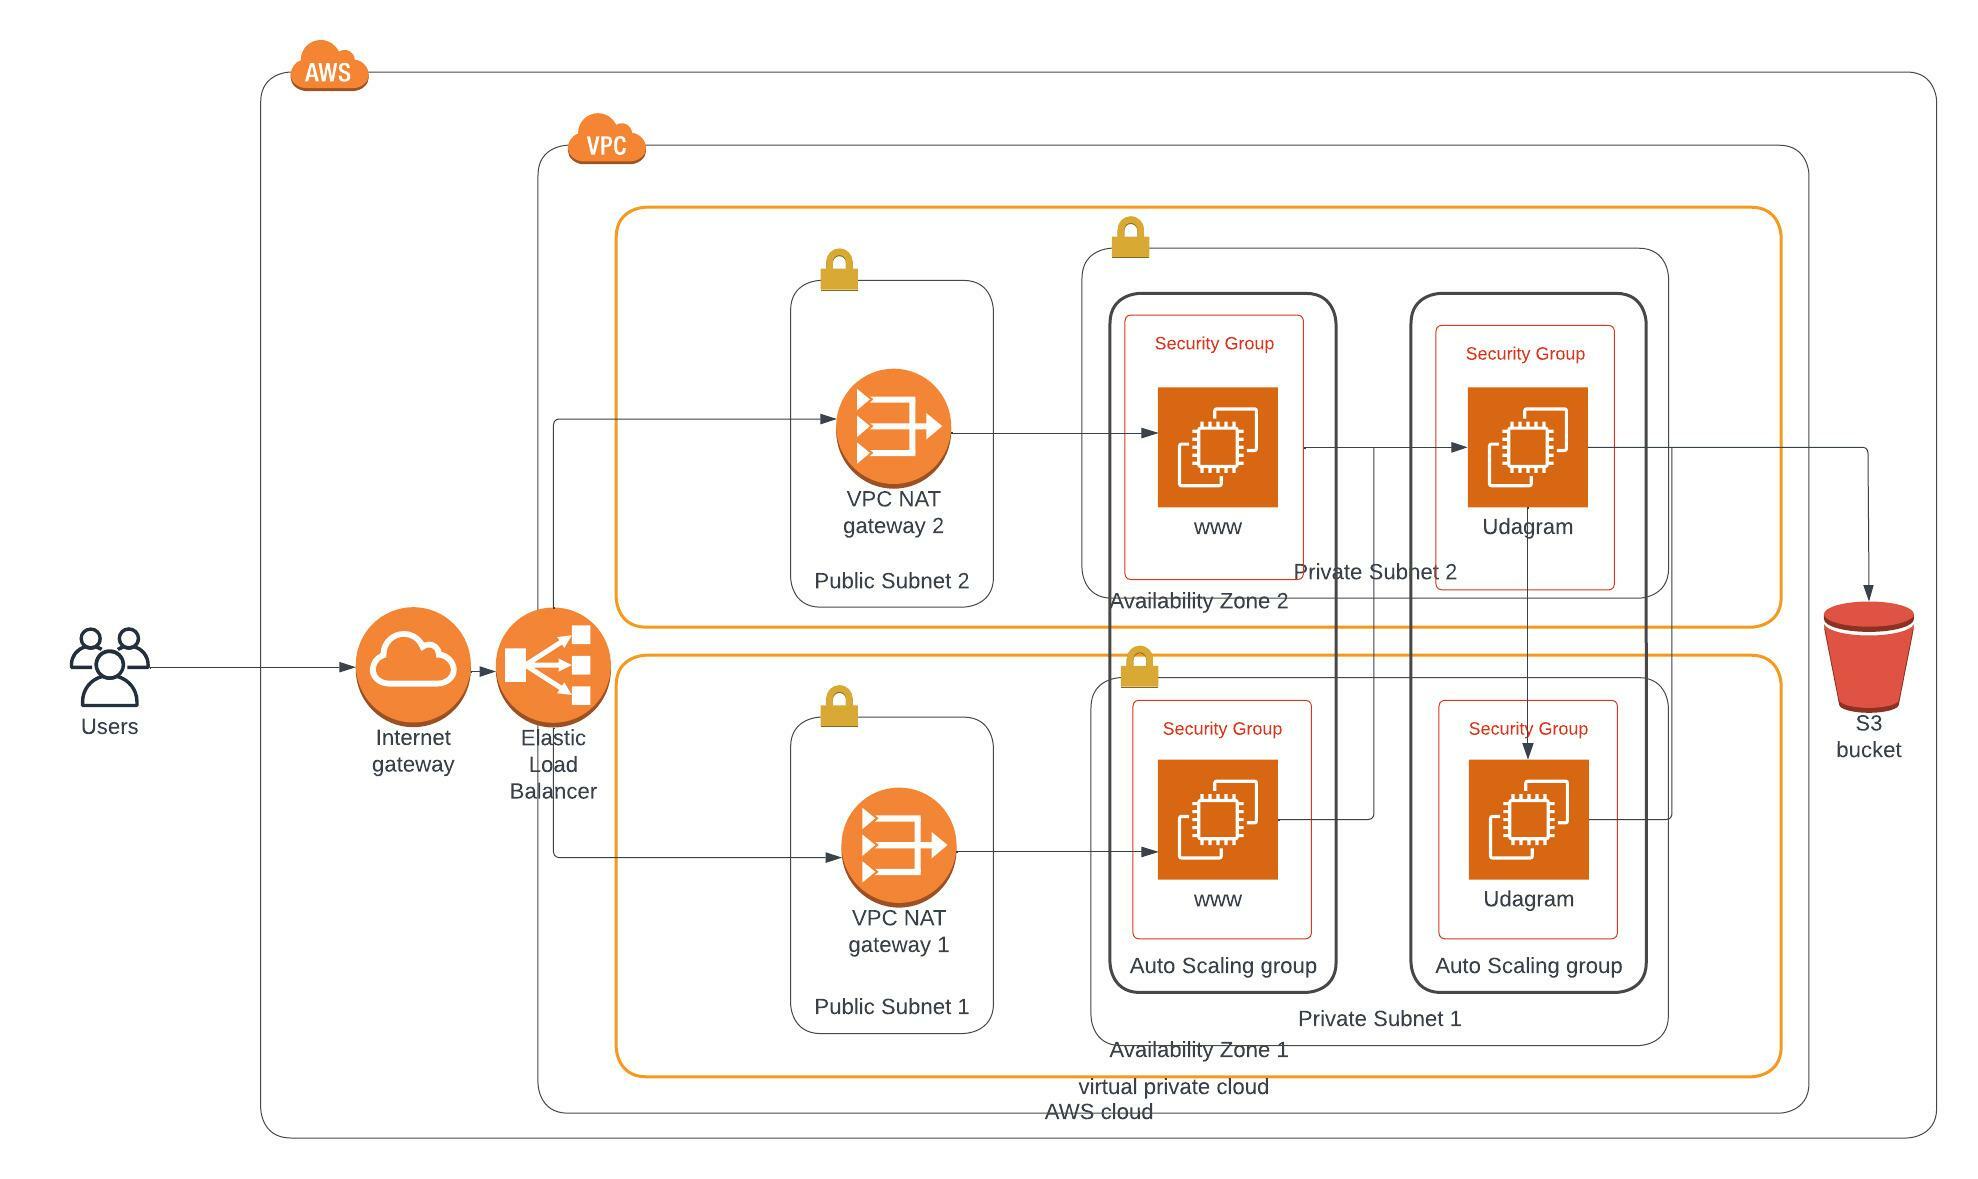 AWS
VPC
Security Group
Security Group
VPC NAT
gateway 2
www
Udagram
Public Subnet 2
Private Subnet 2
Availability Zone 2
Users
Internet
gateway
Elastic
Load
Balancer
Security Group
Security Group
S3
bucket
VPC NAT
gateway 1
www
Udagram
Auto Scaling group
Auto Scaling group
Public Subnet 1
Private Subnet 1
Availability Zone 1
virtual private cloud
AWS cloud